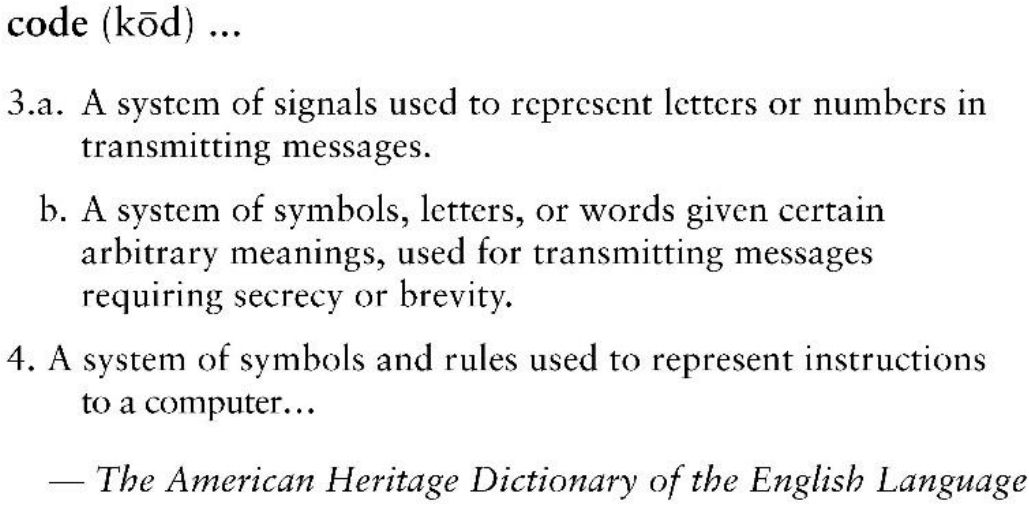 code (kōd) ...
3.a. A system of signals used to represent letters or numbers in
transmitting messages.
b. A system of symbols, letters, or words given certain
arbitrary meanings, used for transmitting messages
requiring secrecy or brevity.
4. A system of symbols and rules used to represent instructions
to a computer...
— The American Heritage Dictionary of the English Language